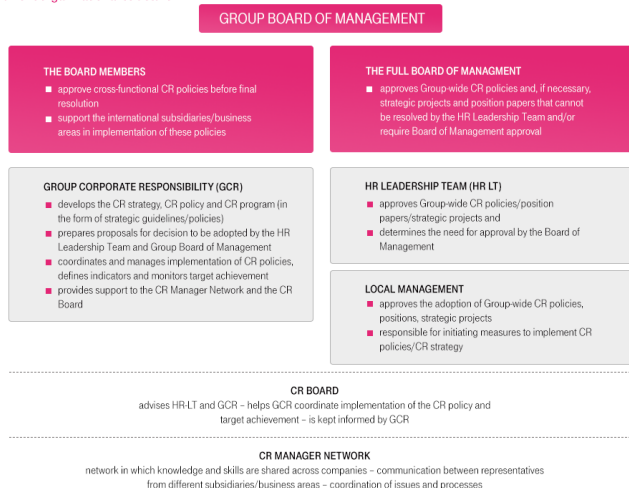 GROUP BOARD OF MANAGEMENT
THE BOARD MEMBERS
approve cross-functional CR policies before final
resolution
support the international subsidiaries/business
areas in implementation of these policies
THE FULL BOARD OF MANAGMENT
approves Group-wide CR policies and, if necessary,
strategic projects and position papers that cannot
be resolved by the HR Leadership Team and/or
require Board of Management approval
GROUP CORPORATE RESPONSIBILITY (GCR)
develops the CR strategy, CR policy and CR program (in
the form of strategic guidelines/policies)
prepares proposals for decision to be adopted by the HR
Leadership Team and Group Board of Management
coordinates and manages implementation of CR policies,
defines indicators and monitors target achievement
provides support to the CR Manager Network and the CR
Board
HR LEADERSHIP TEAM (HR LT)
approves Group-wide CR policies/position
papers/strategic projects and
determines the need for approval by the Board of
Management
LOCAL MANAGEMENT
approves the adoption of Group-wide CR policies,
positions, strategic projects
responsible for initiating measures to implement CR
policies/CR strategy
CR BOARD
advises HR-LT and GCR – helps GCR coordinate implementation of the CR policy and
target achievement – is kept informed by GCR
CR MANAGER NETWORK
network in which knowledge and skills are shared across companies – communication between representatives
from different subsidiaries/business areas – coordination of issues and processes